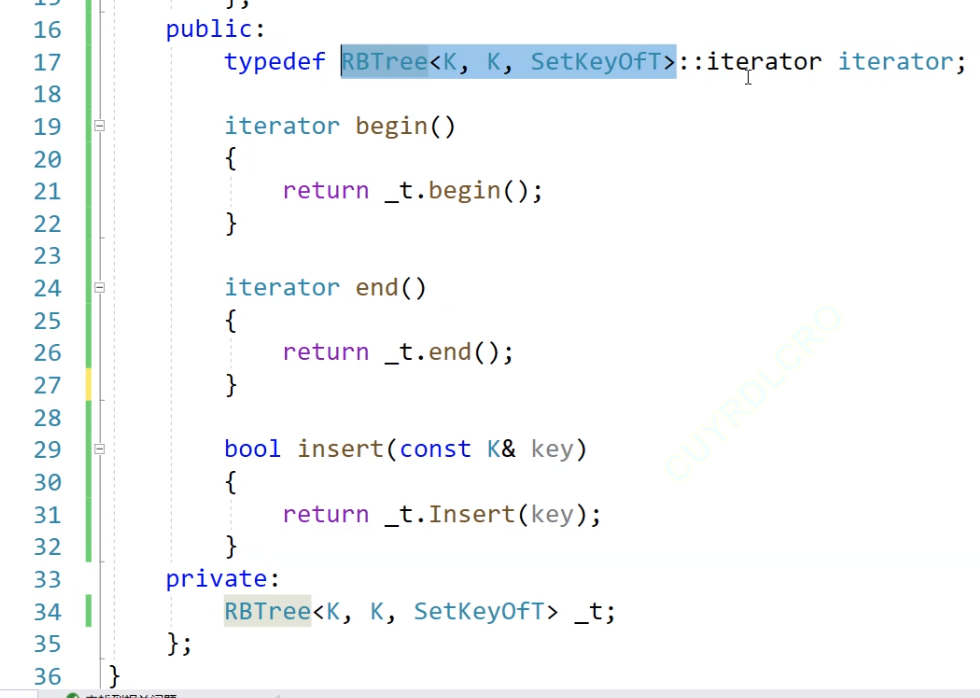 };
16 public:
17 typedef RBTree<K, K, SetKeyOfT>::iterator iterator;
18
19 iterator begin()
20 {
21 return _t.begin();
22 }
23
24 iterator end()
25 {
26 return _t.end();
27 }
28
29 bool insert(const K& key)
30 {
31 return _t.Insert(key);
32 }
33 private:
34 RBTree<K, K, SetKeyOfT> _t;
35 };
36 }
CUYRDLCRO